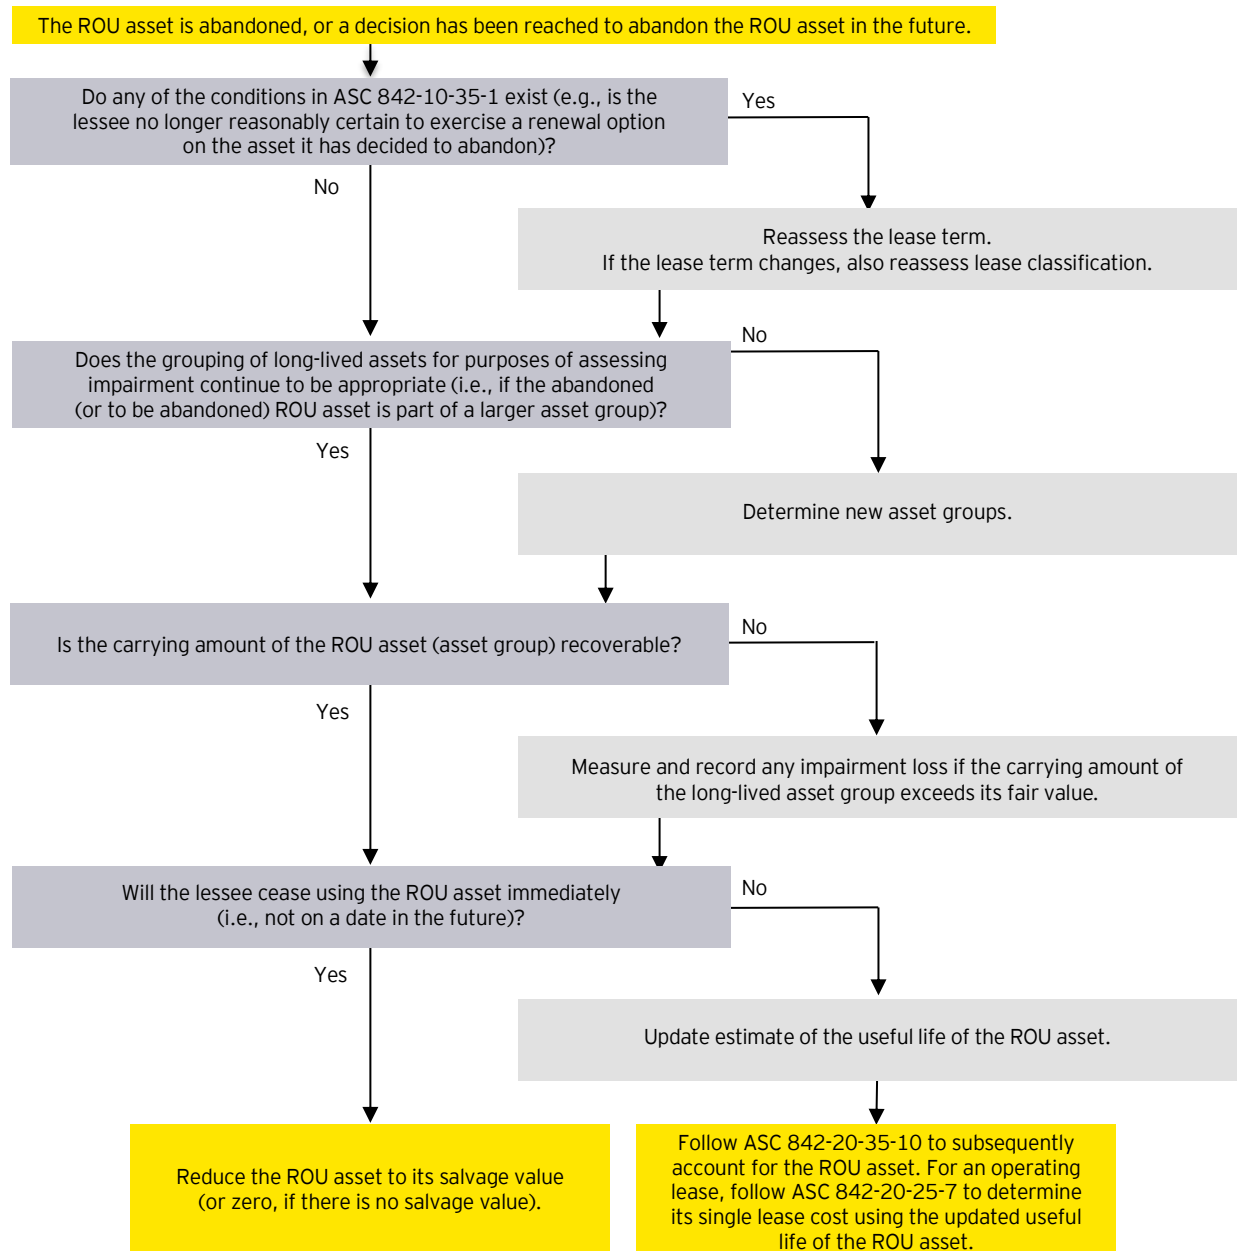 The ROU asset is abandoned, or a decision has been reached to abandon the ROU asset in the future.
Do any of the conditions in ASC 842-10-35-1 exist (e.g., is the
lessee no longer reasonably certain to exercise a renewal option
on the asset it has decided to abandon)?
Yes
No
Reassess the lease term.
If the lease term changes, also reassess lease classification.
Does the grouping of long-lived assets for purposes of assessing
impairment continue to be appropriate (i.e., if the abandoned
(or to be abandoned) ROU asset is part of a larger asset group)?
No
Yes
Determine new asset groups.
Is the carrying amount of the ROU asset (asset group) recoverable?
No
Yes
Measure and record any impairment loss if the carrying amount of
the long-lived asset group exceeds its fair value.
Will the lessee cease using the ROU asset immediately
(i.e., not on a date in the future)?
No
Yes
Update estimate of the useful life of the ROU asset.
Reduce the ROU asset to its salvage value
(or zero, if there is no salvage value).
Follow ASC 842-20-35-10 to subsequently
account for the ROU asset. For an operating
lease, follow ASC 842-20-25-7 to determine
its single lease cost using the updated useful
life of the ROU asset.